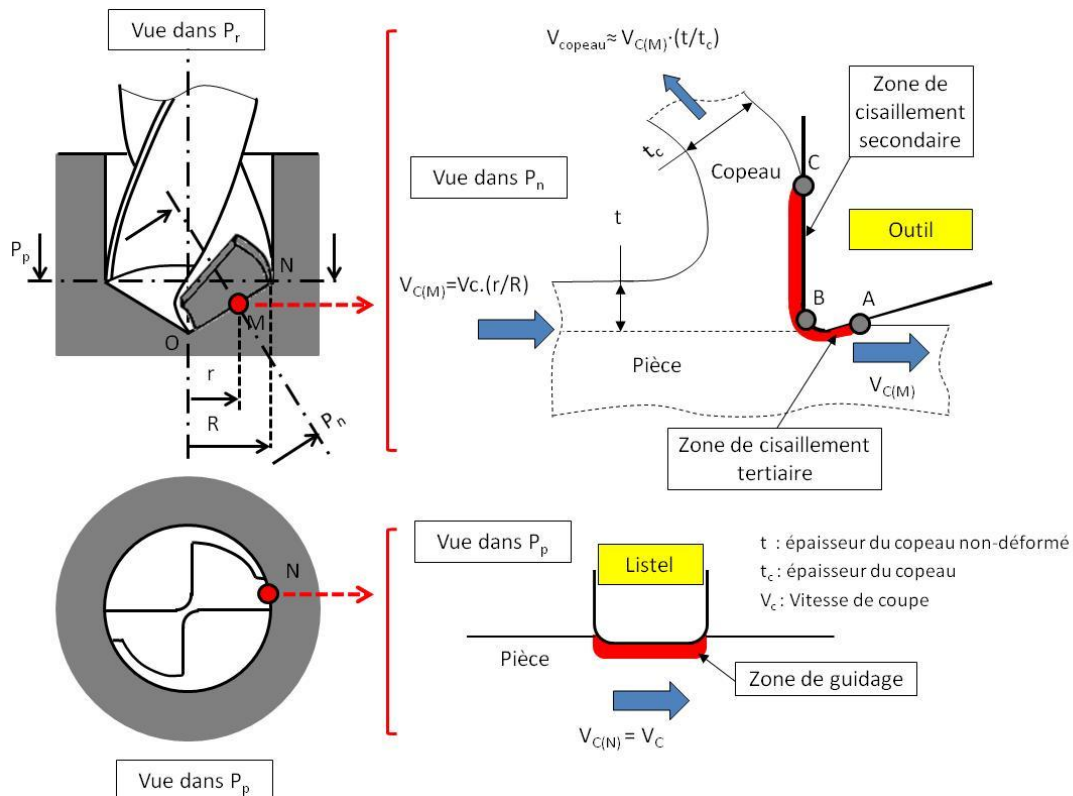 Vue dans Pr
Pp
N
M
O
r
R
Pn
Vcopeau ≈ VC(M)·(t/tc)
Zone de
cisaillement
secondaire
tc
Copeau
C
Vue dans Pn
t
Outil
VC(M)=Vc.(r/R)
B
A
Pièce
VC(M)
Zone de cisaillement
tertiaire
Vue dans Pp
N
Listel
t : épaisseur du copeau non-déformé
tc : épaisseur du copeau
Vc : Vitesse de coupe
Pièce
Zone de guidage
VC(N) = VC
Vue dans Pp